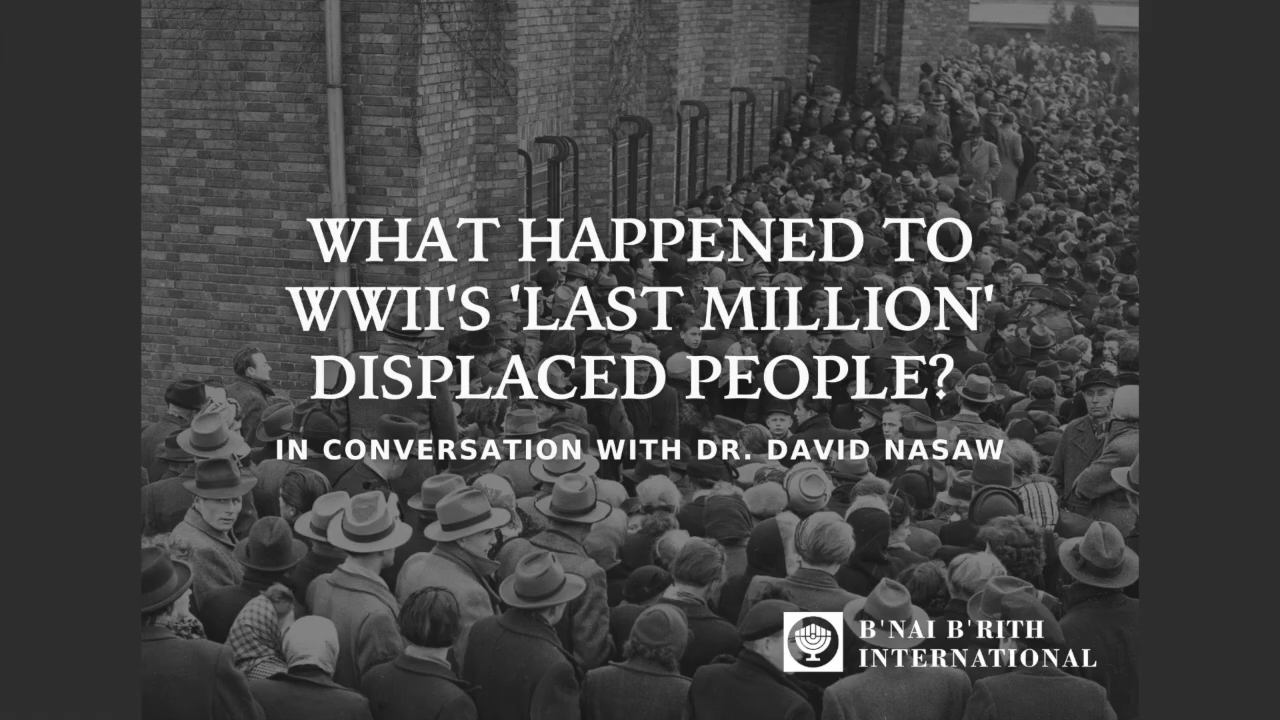 WHAT HAPPENED TO
WWII'S 'LAST MILLION'
DISPLACED PEOPLE?
IN CONVERSATION WITH DR. DAVID NASAW
B'NAI B'RITH
INTERNATIONAL